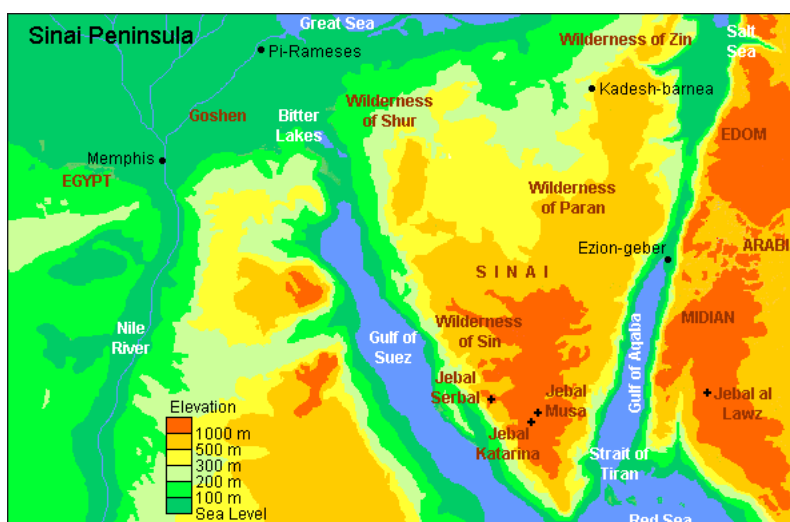 Sinai Peninsula
Great Sea
Wilderness of Zin
Salt
Sea
Pi-Rameses
Kadesh-barnea
Goshen
Bitter
Lakes
Wilderness
of Shur
EDOM
Memphis
EGYPT
Wilderness
of Paran
Ezion-geber
ARABI
SINAI
Nile
River
Gulf of
Suez
Wilderness
of Sin
Gulf of Aqaba
MIDIAN
Jebal
Serbal
Jebal
Musa
Jebal al
Lawz
Jebal
Katarina
Strait of
Tiran
Red Sea
Elevation
1000 m
500 m
300 m
200 m
100 m
Sea Level